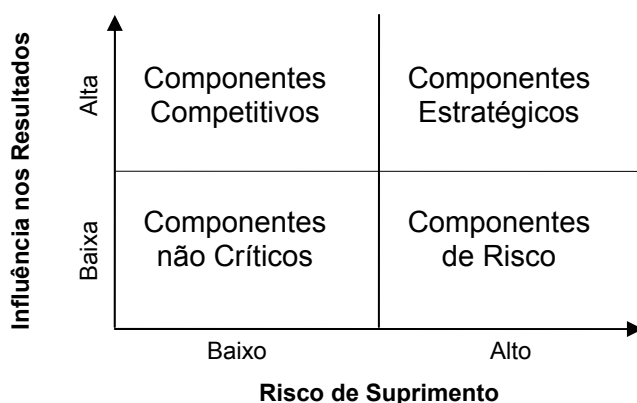 Influência nos Resultados
Alta
Baixa
Componentes
Competitivos
Componentes
Estratégicos
Componentes
não Críticos
Componentes
de Risco
Baixo
Alto
Risco de Suprimento